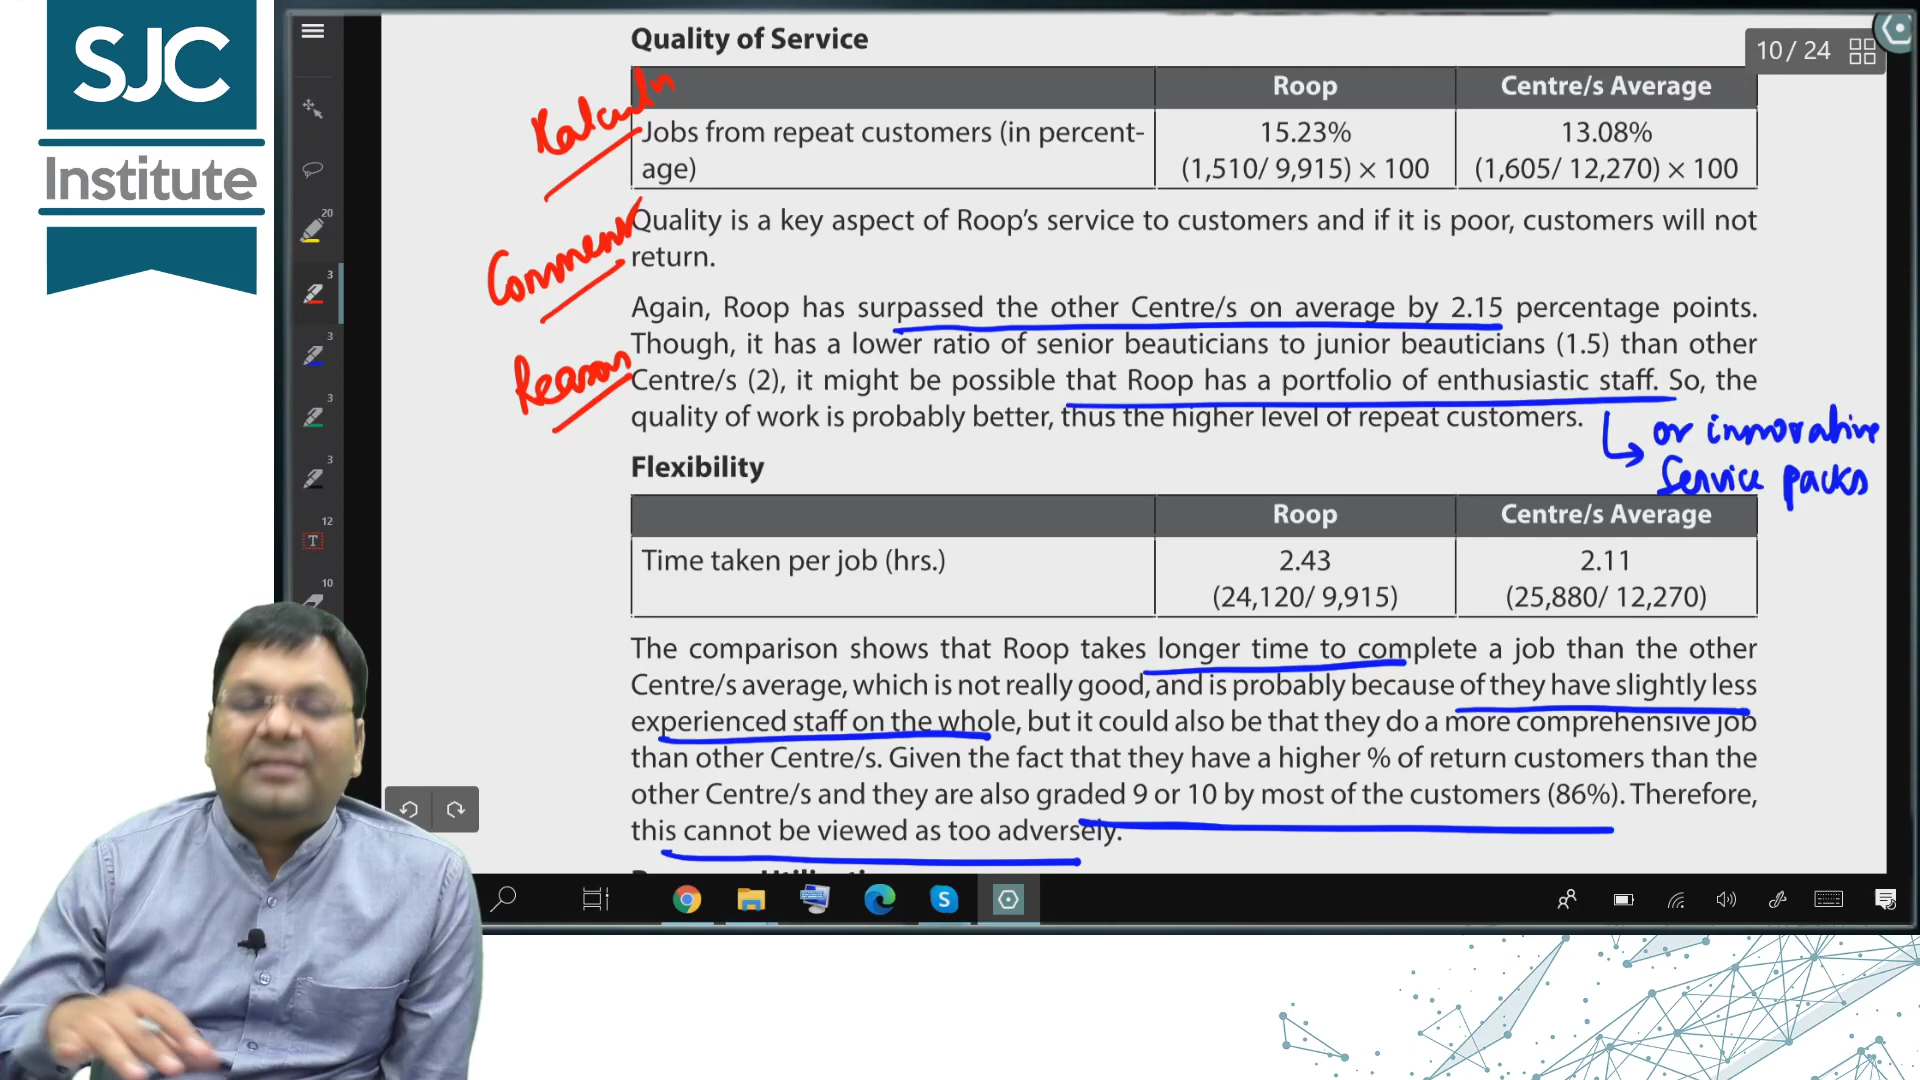 SJC
Institute
10 / 24
Quality of Service
Roop
Centre/s Average
Jobs from repeat customers (in percent-
age)
15.23%
(1,510/ 9,915) × 100
13.08%
(1,605/ 12,270) × 100
Kalculn
Quality is a key aspect of Roop's service to customers and if it is poor, customers will not
return.
Comment
Again, Roop has surpassed the other Centre/s on average by 2.15 percentage points.
Though, it has a lower ratio of senior beauticians to junior beauticians (1.5) than other
Centre/s (2), it might be possible that Roop has a portfolio of enthusiastic staff. So, the
quality of work is probably better, thus the higher level of repeat customers.
Reason
or innovative
Service packs
Flexibility
Roop
Centre/s Average
Time taken per job (hrs.)
2.43
(24,120/ 9,915)
2.11
(25,880/ 12,270)
The comparison shows that Roop takes longer time to complete a job than the other
Centre/s average, which is not really good, and is probably because of they have slightly less
experienced staff on the whole, but it could also be that they do a more comprehensive job
than other Centre/s. Given the fact that they have a higher % of return customers than the
other Centre/s and they are also graded 9 or 10 by most of the customers (86%). Therefore,
this cannot be viewed as too adversely.
20
3
3
3
3
12
T
10
S